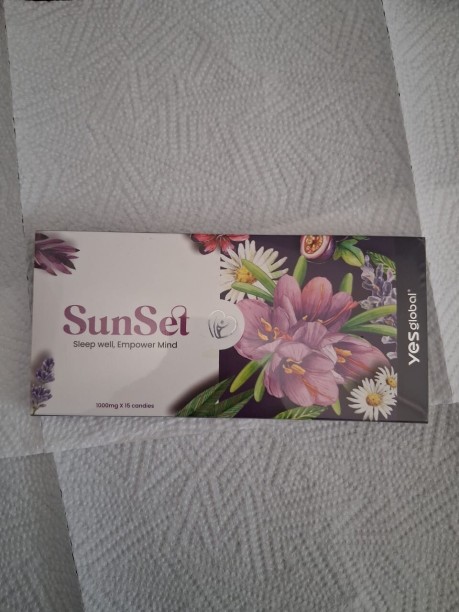 SunSet
Sleep well, Empower Mind
1000mg X 15 candies
yes global®